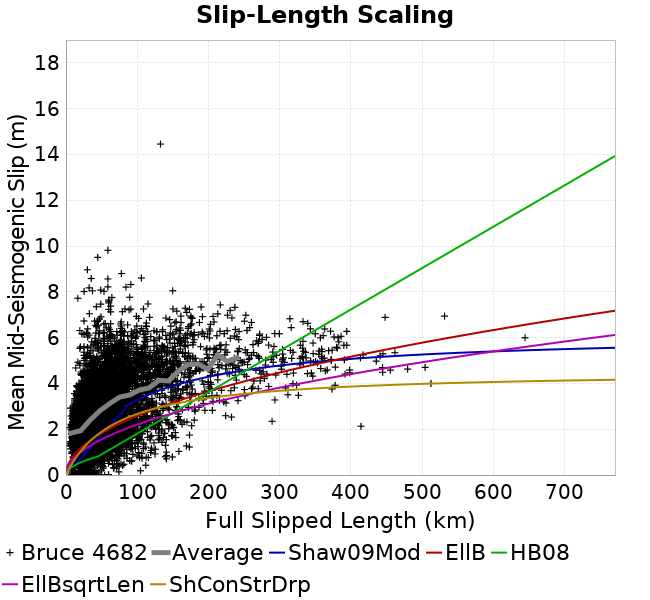 Slip-Length Scaling
Mean Mid-Seismogenic Slip (m)
18
16
14
12
10
8
6
4
2
0
0 100 200 300 400 500 600 700
Full Slipped Length (km)
Bruce 4682 Average Shaw09Mod EllB HB08
EllBsqrtLen ShConStrDrp